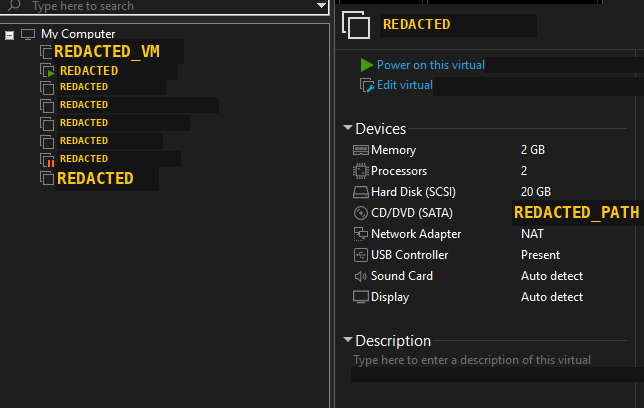 Type here to search
My Computer
REDACTED_VM
REDACTED
REDACTED
REDACTED
REDACTED
REDACTED
REDACTED
REDACTED
REDACTED
Power on this virtual
Edit virtual
Devices
Memory 2 GB
Processors 2
Hard Disk (SCSI) 20 GB
CD/DVD (SATA) REDACTED_PATH
Network Adapter NAT
USB Controller Present
Sound Card Auto detect
Display Auto detect
Description
Type here to enter a description of this virtual